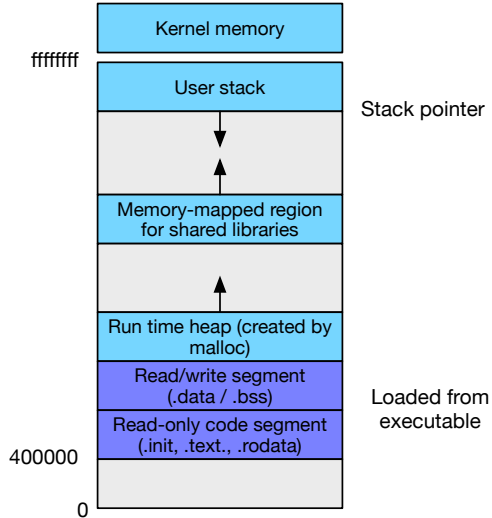 Kernel memory
ffffffff
User stack
Stack pointer
Memory-mapped region
for shared libraries
Run time heap (created by
malloc)
Read/write segment
(.data / .bss)
Loaded from
executable
Read-only code segment
(.init, .text., .rodata)
400000
0